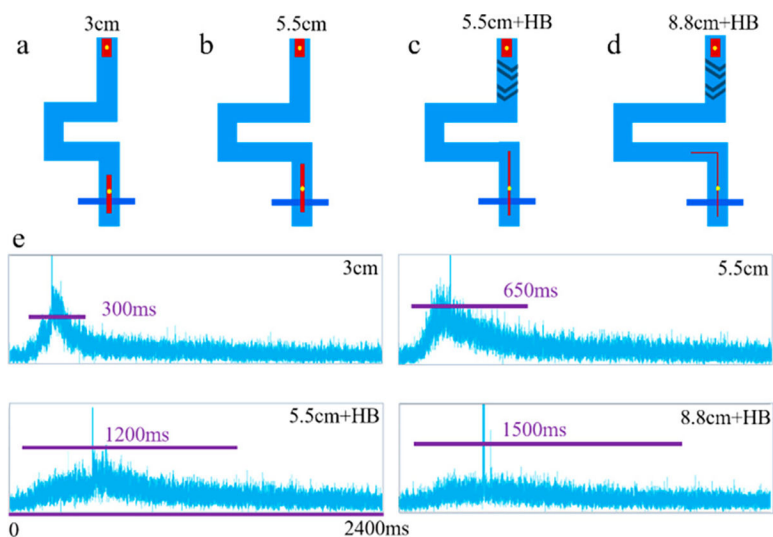 a 3cm b 5.5cm c 5.5cm+HB d 8.8cm+HB
e
3cm
300ms
5.5cm
650ms
5.5cm+HB
1200ms
8.8cm+HB
1500ms
0 2400ms